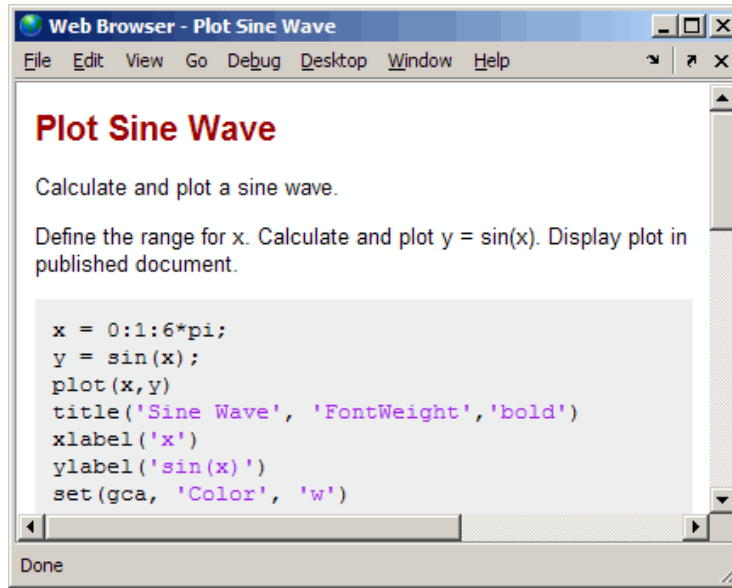 Web Browser - Plot Sine Wave
File Edit View Go Debug Desktop Window Help
Plot Sine Wave
Calculate and plot a sine wave.
Define the range for x. Calculate and plot y = sin(x). Display plot in
published document.
x = 0:1:6*pi;
y = sin(x);
plot(x,y)
title('Sine Wave', 'FontWeight','bold')
xlabel('x')
ylabel('sin(x)')
set(gca, 'Color', 'w')
Done